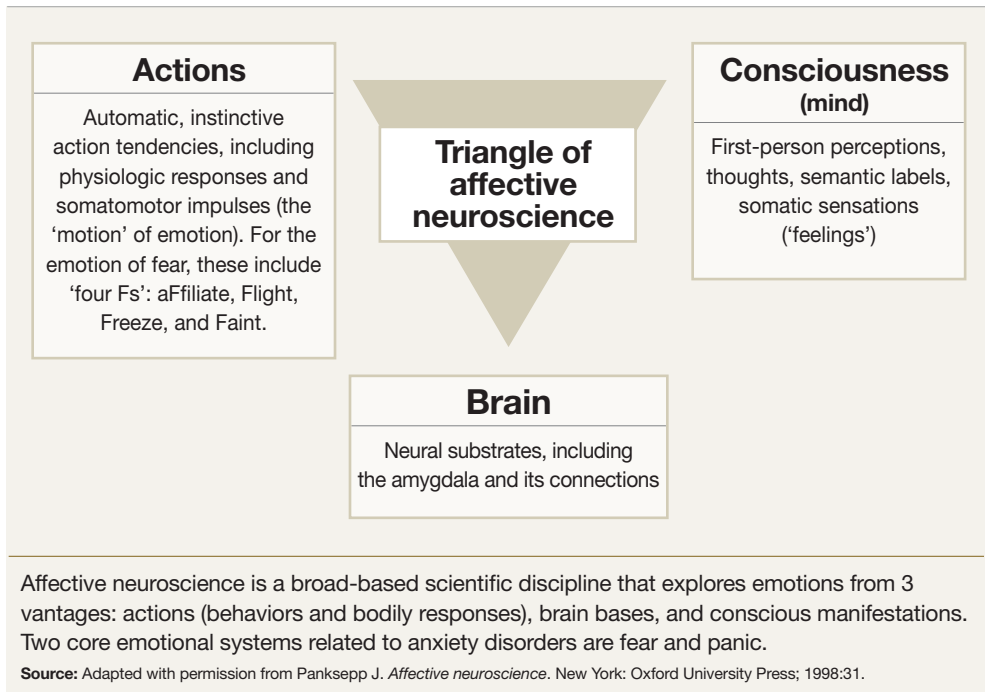 Actions
Automatic, instinctive
action tendencies, including
physiologic responses and
somatomotor impulses (the
‘motion’ of emotion). For the
emotion of fear, these include
‘four Fs’: aFfiliate, Flight,
Freeze, and Faint.
Triangle of
affective
neuroscience
Consciousness
(mind)
First-person perceptions,
thoughts, semantic labels,
somatic sensations
(‘feelings’)
Brain
Neural substrates, including
the amygdala and its connections
Affective neuroscience is a broad-based scientific discipline that explores emotions from 3
vantages: actions (behaviors and bodily responses), brain bases, and conscious manifestations.
Two core emotional systems related to anxiety disorders are fear and panic.
Source: Adapted with permission from Panksepp J. Affective neuroscience. New York: Oxford University Press; 1998:31.